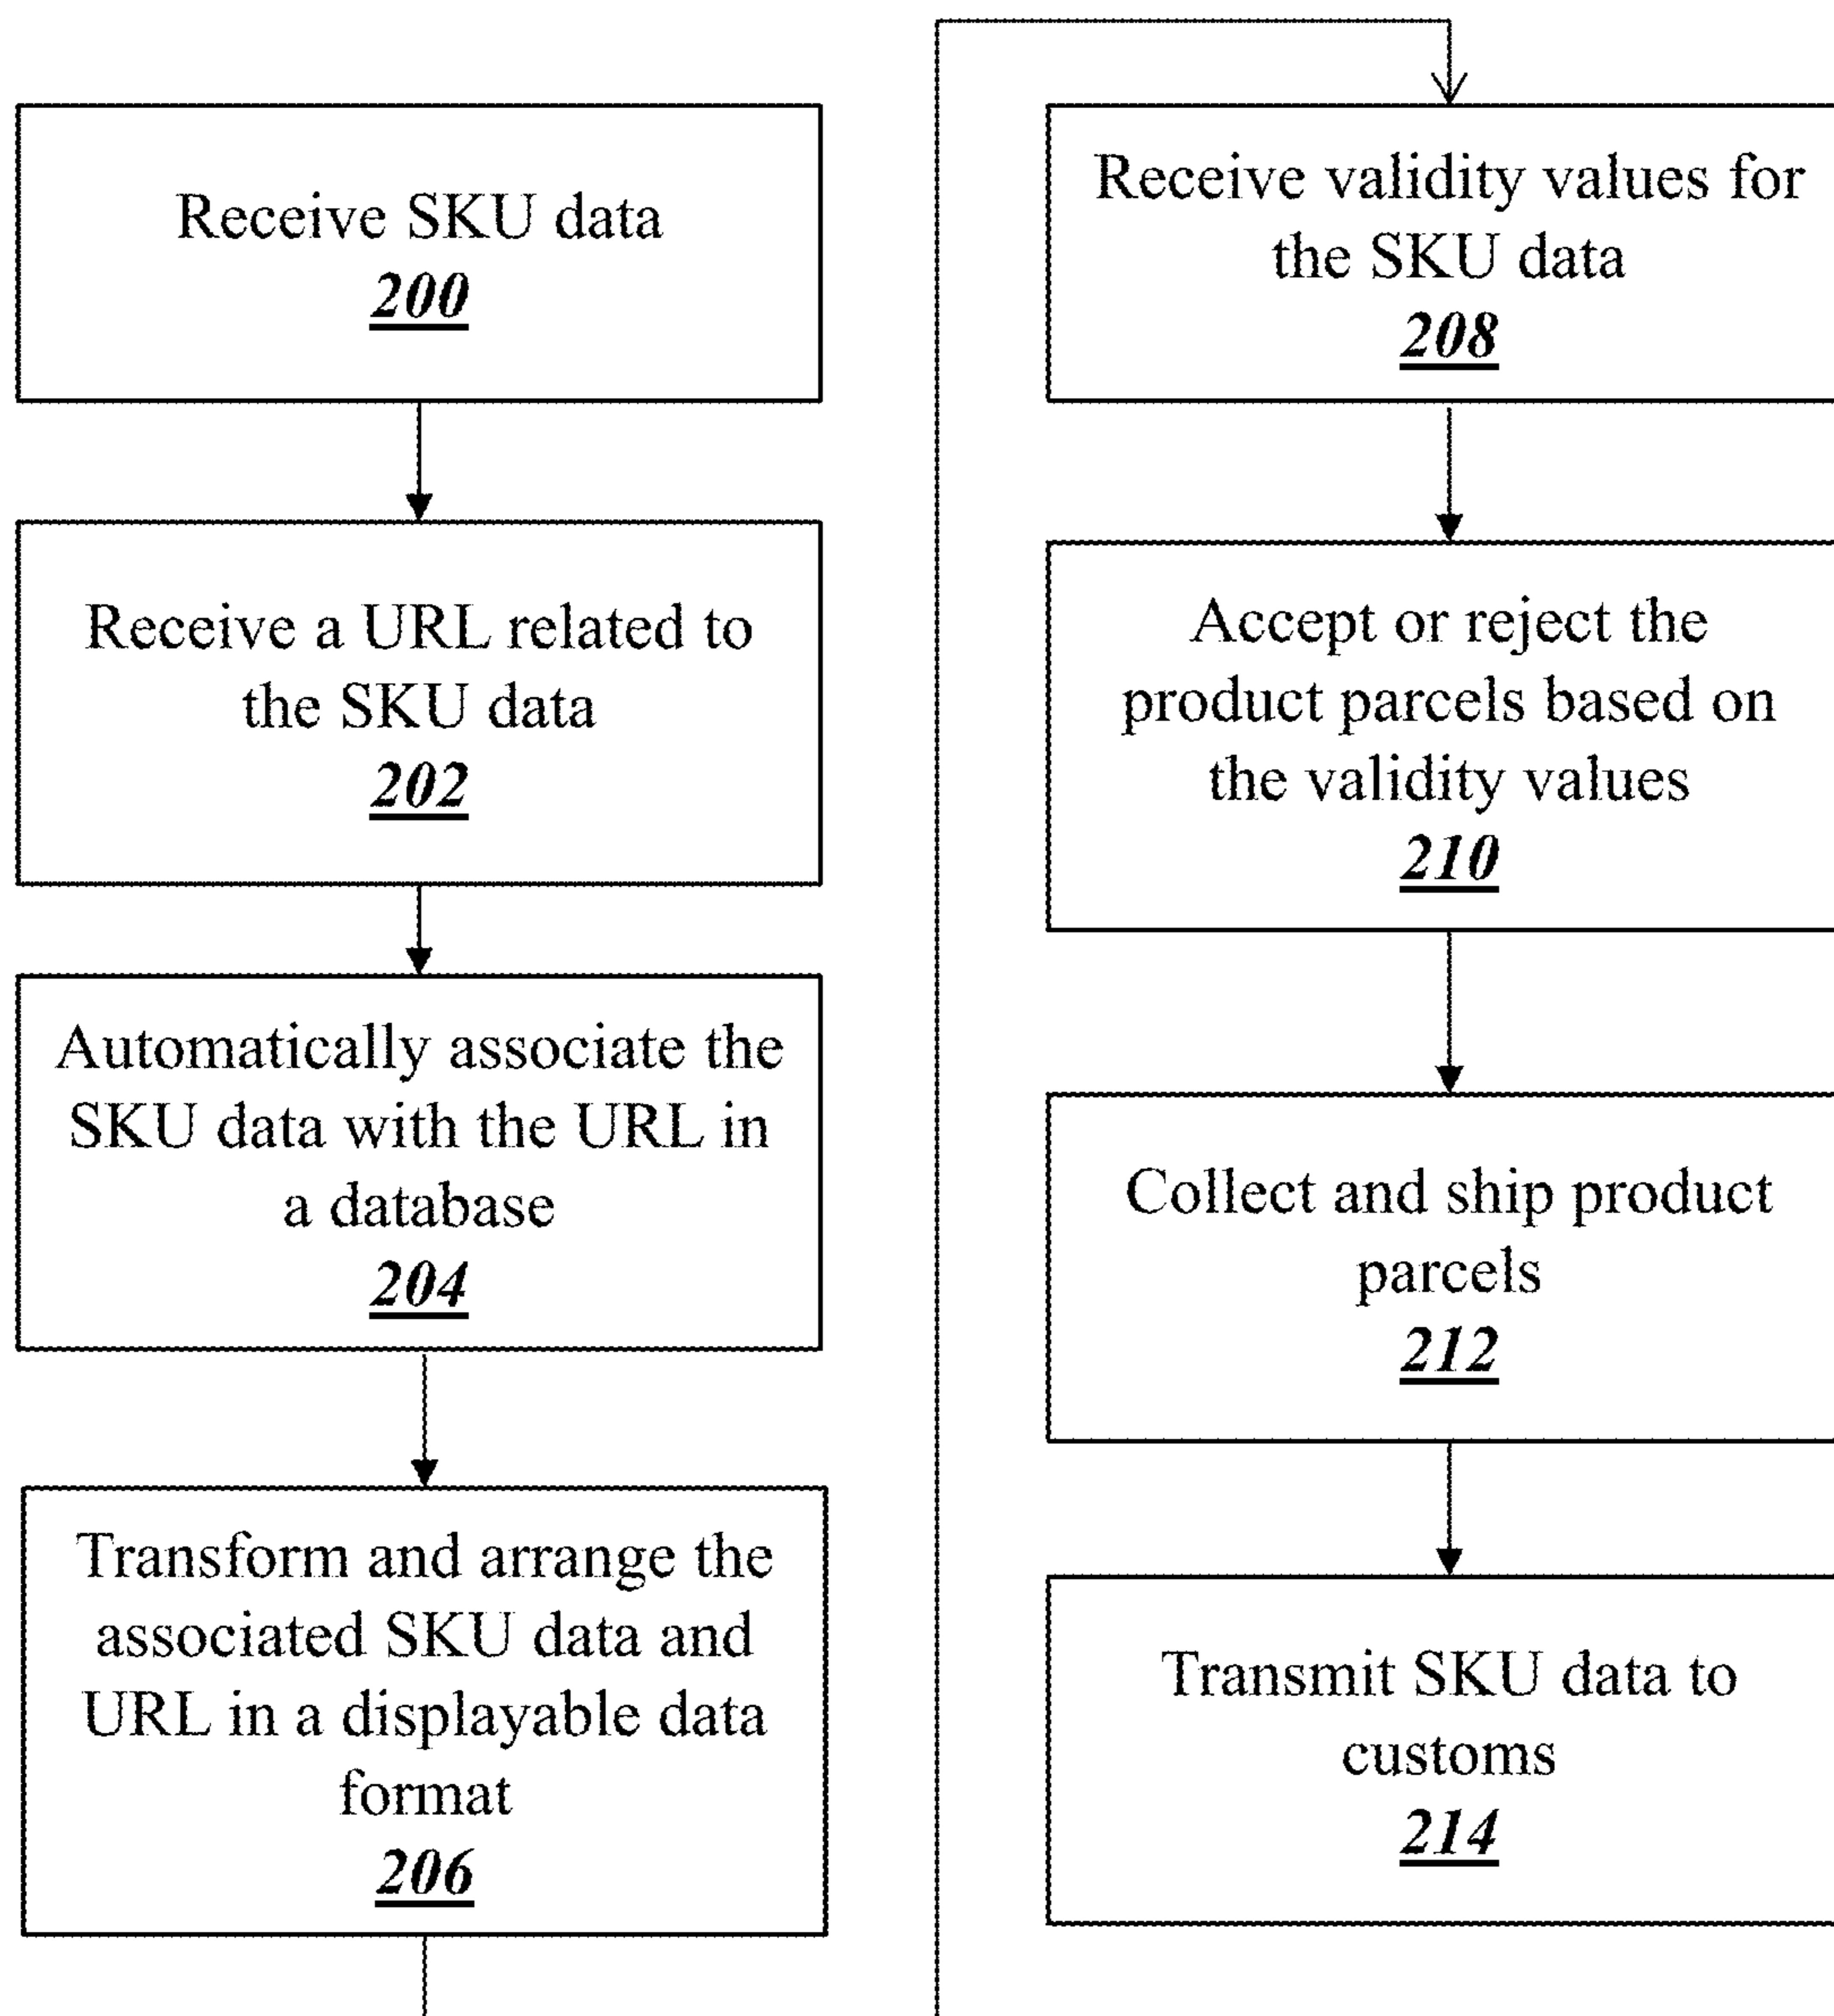 Receive SKU data
200
Receive a URL related to
the SKU data
202
Automatically associate the
SKU data with the URL in
a database
204
Transform and arrange the
associated SKU data and
URL in a displayable data
format
206
Receive validity values for
the SKU data
208
Accept or reject the
product parcels based on
the validity values
210
Collect and ship product
parcels
212
Transmit SKU data to
customs
214